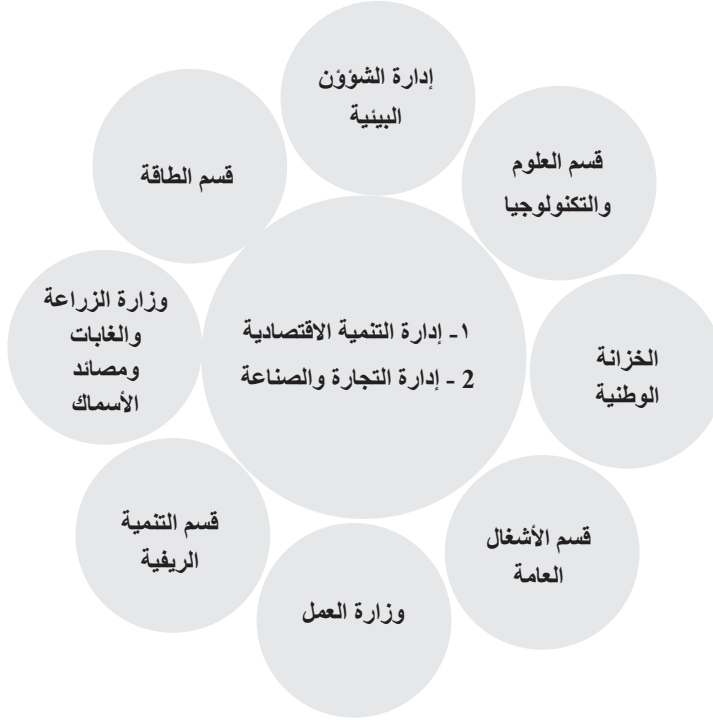 إدارة الشؤوون
البيئية
قسم العلوم
والتكنولوجيا
قسم الطاقة
وزارة الزراعة
والغابات
ومصائد
الأسماك
١- إدارة التنمية الاقتصادية
2 - إدارة التجارة والصناعة
الخزانة
الوطنية
قسم التنمية
الريفية
قسم الأشغال
العامة
وزارة العمل